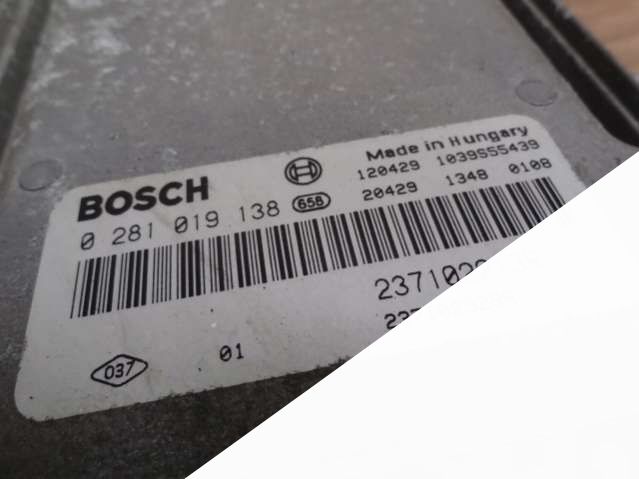 Made in Hungary
BOSCH
120429 1039S55439
0 281 019 138 658
20429 1348 0108
037
01